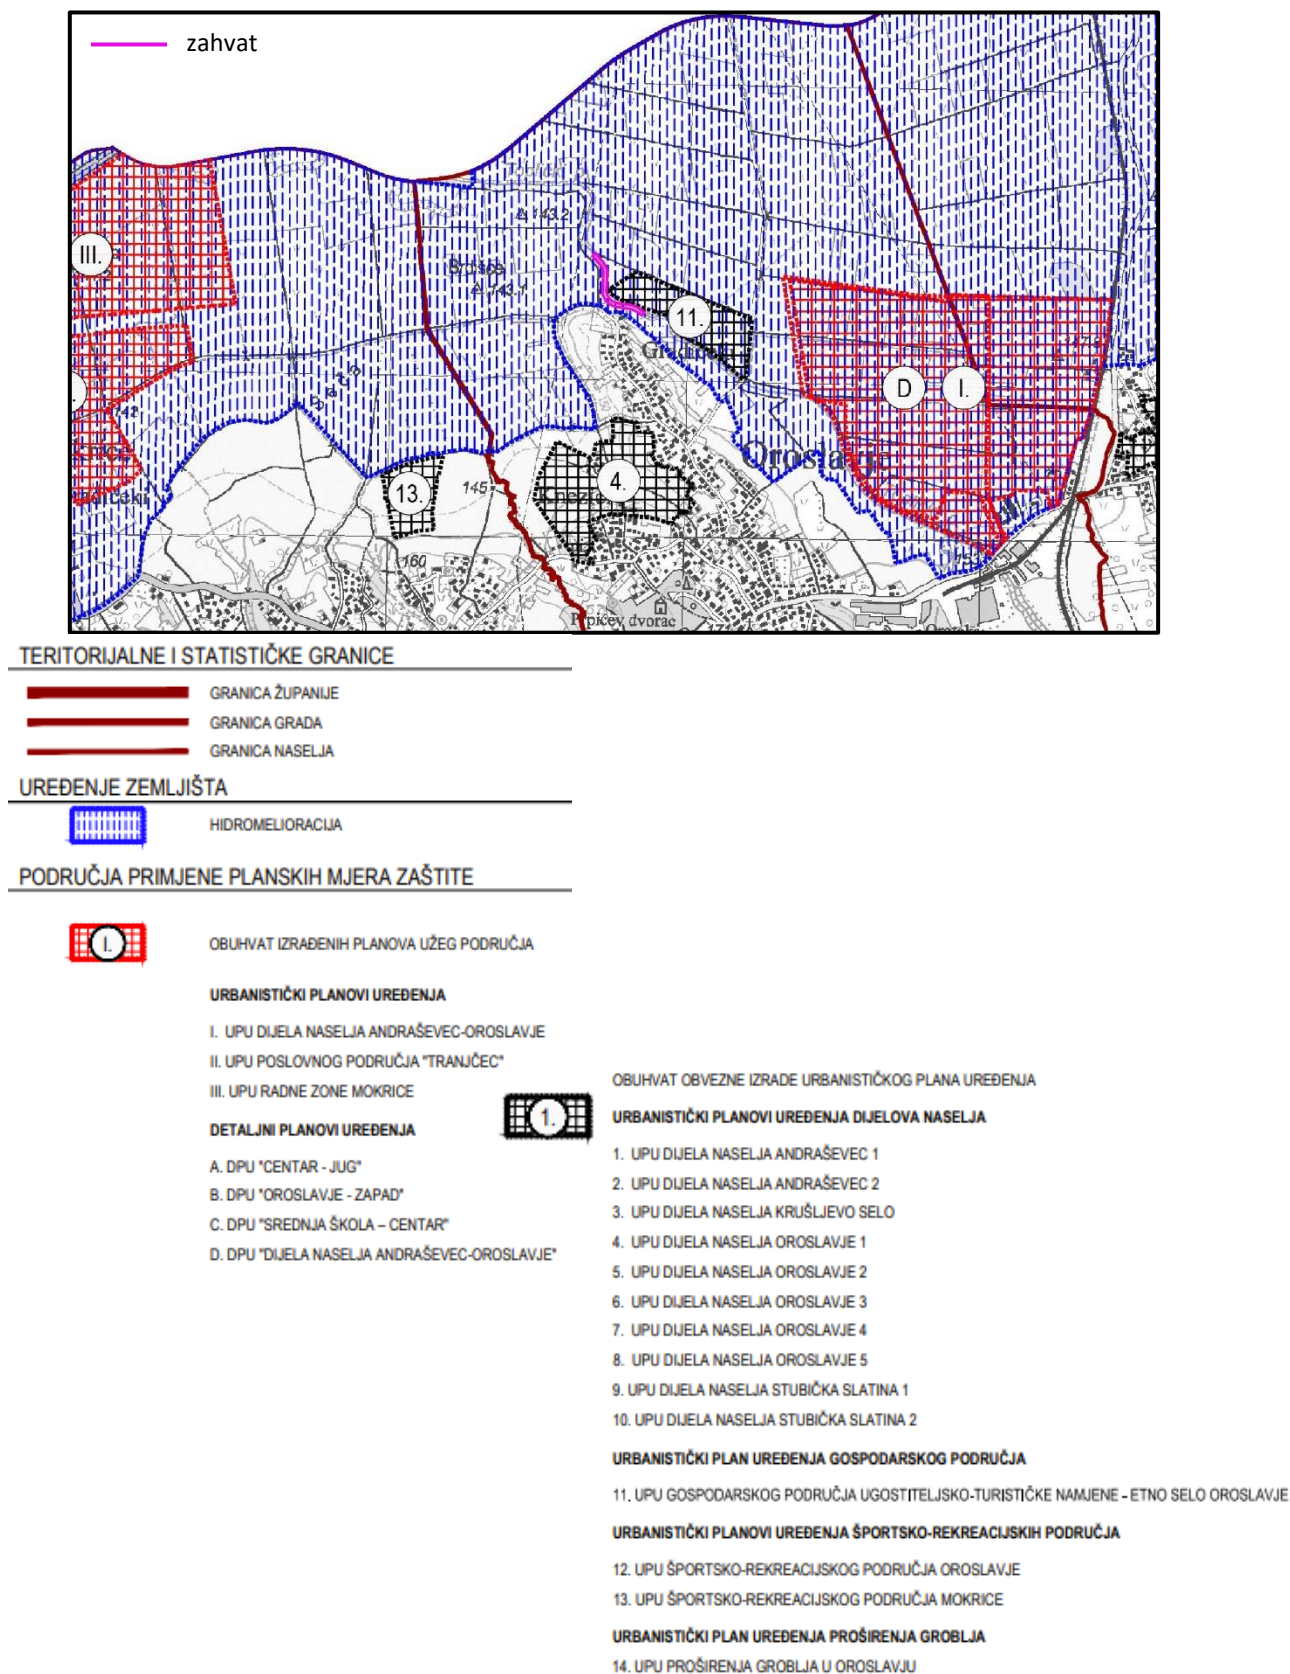 zahvat
143.2
III.
Brdišće
143.1
11.
D
I.
Oroslavje
13.
145
4.
160
TERITORIJALNE I STATISTIČKE GRANICE
GRANICA ŽUPANIJE
GRANICA GRADA
GRANICA NASELJA
UREĐENJE ZEMLJIŠTA
HIDROMELIORACIJA
PODRUČJA PRIMJENE PLANSKIH MJERA ZAŠTITE
I.
OBUHVAT IZRAĐENIH PLANOVA UŽEG PODRUČJA
URBANISTIČKI PLANOVI UREĐENJA
I. UPU DIJELA NASELJA ANDRAŠEVEC-OROSLAVJE
II. UPU POSLOVNOG PODRUČJA "TRANJČEC"
III. UPU RADNE ZONE MOKRICE
DETALJNI PLANOVI UREĐENJA
A. DPU "CENTAR - JUG"
B. DPU "OROSLAVJE - ZAPAD"
C. DPU "SREDNJA ŠKOLA – CENTAR"
D. DPU "DIJELA NASELJA ANDRAŠEVEC-OROSLAVJE"
1.
OBUHVAT OBVEZNE IZRADE URBANISTIČKOG PLANA UREĐENJA
URBANISTIČKI PLANOVI UREĐENJA DIJELOVA NASELJA
1. UPU DIJELA NASELJA ANDRAŠEVEC 1
2. UPU DIJELA NASELJA ANDRAŠEVEC 2
3. UPU DIJELA NASELJA KRUŠLJEVO SELO
4. UPU DIJELA NASELJA OROSLAVJE 1
5. UPU DIJELA NASELJA OROSLAVJE 2
6. UPU DIJELA NASELJA OROSLAVJE 3
7. UPU DIJELA NASELJA OROSLAVJE 4
8. UPU DIJELA NASELJA OROSLAVJE 5
9. UPU DIJELA NASELJA STUBIČKA SLATINA 1
10. UPU DIJELA NASELJA STUBIČKA SLATINA 2
URBANISTIČKI PLAN UREĐENJA GOSPODARSKOG PODRUČJA
11. UPU GOSPODARSKOG PODRUČJA UGOSTITELJSKO-TURISTIČKE NAMJENE - ETNO SELO OROSLAVJE
URBANISTIČKI PLANOVI UREĐENJA ŠPORTSKO-REKREACIJSKIH PODRUČJA
12. UPU ŠPORTSKO-REKREACIJSKOG PODRUČJA OROSLAVJE
13. UPU ŠPORTSKO-REKREACIJSKOG PODRUČJA MOKRICE
URBANISTIČKI PLAN UREĐENJA PROŠIRENJA GROBLJA
14. UPU PROŠIRENJA GROBLJA U OROSLAVJU